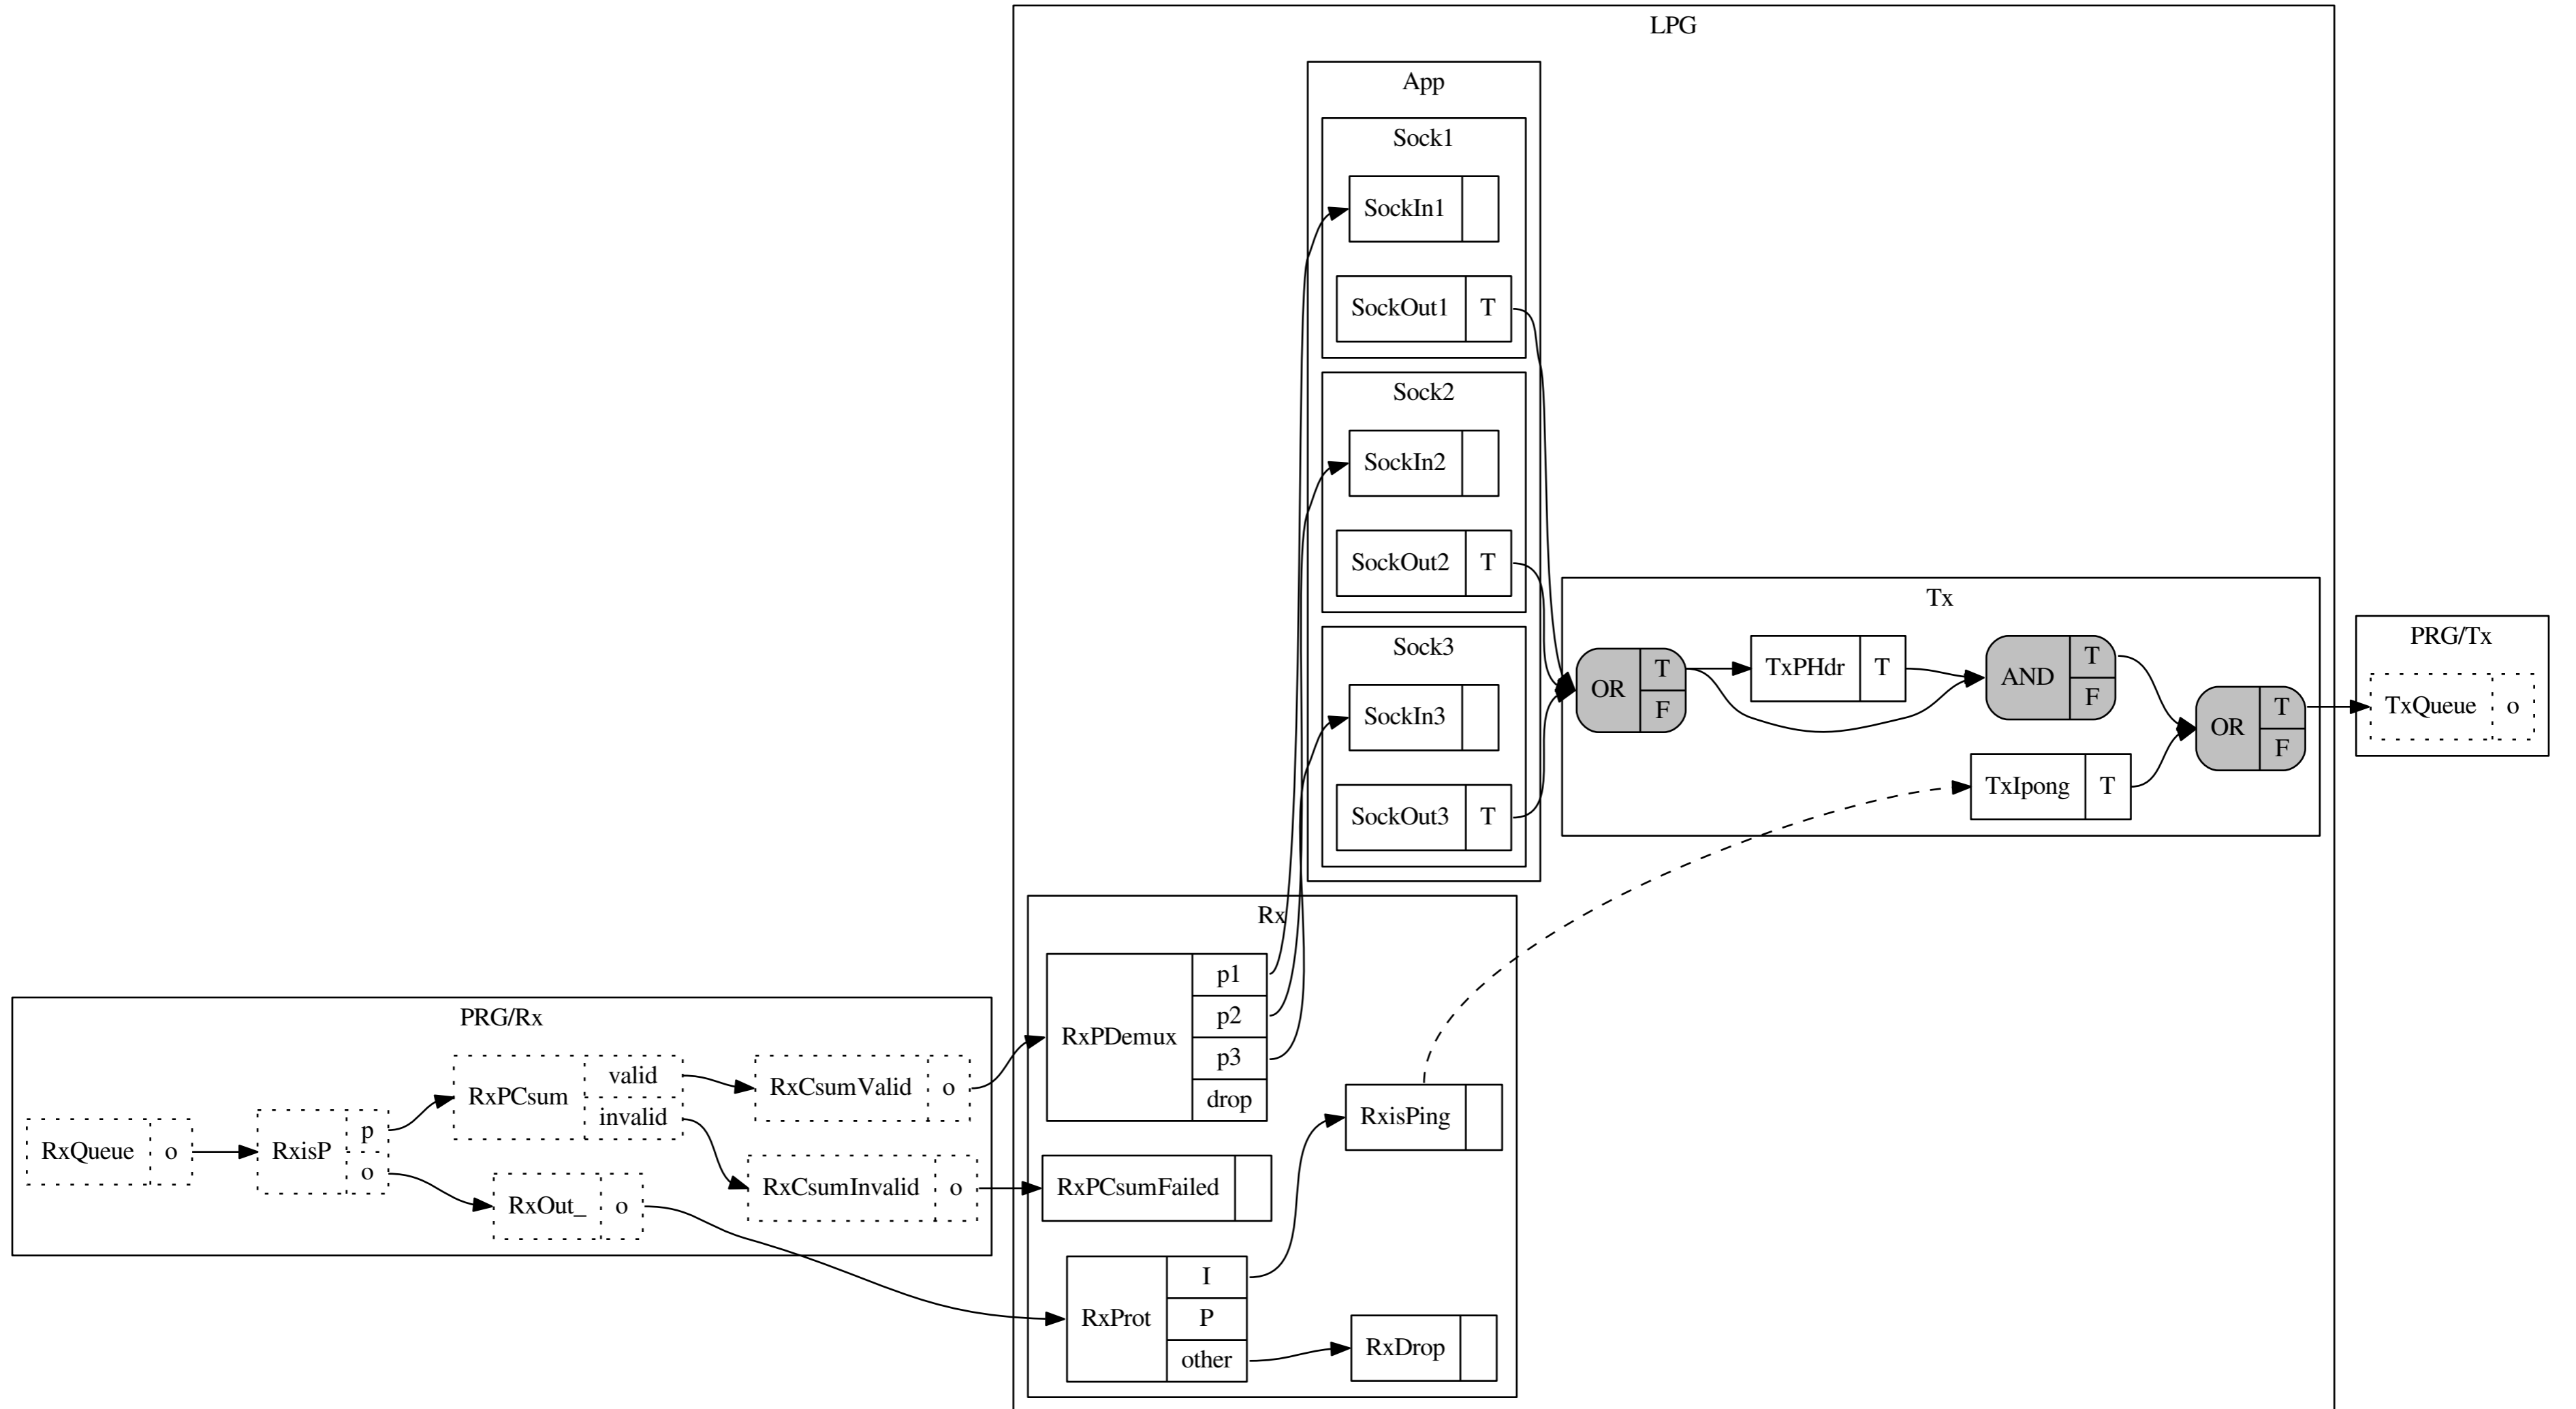 LPG
App
Sock1
SockIn1
SockOut1 T
Sock2
SockIn2
SockOut2 T
Sock3
SockIn3
SockOut3 T
Tx
OR T F
TxPHdr T
AND T F
TxIpong T
OR T F
PRG/Tx
TxQueue o
Rx
RxPDemux p1 p2 p3 drop
RxisPing
RxPCsumFailed
RxProt I P other
RxDrop
PRG/Rx
RxQueue o
RxisP p o
RxPCsum valid invalid
RxCsumValid o
RxCsumInvalid o
RxOut_ o